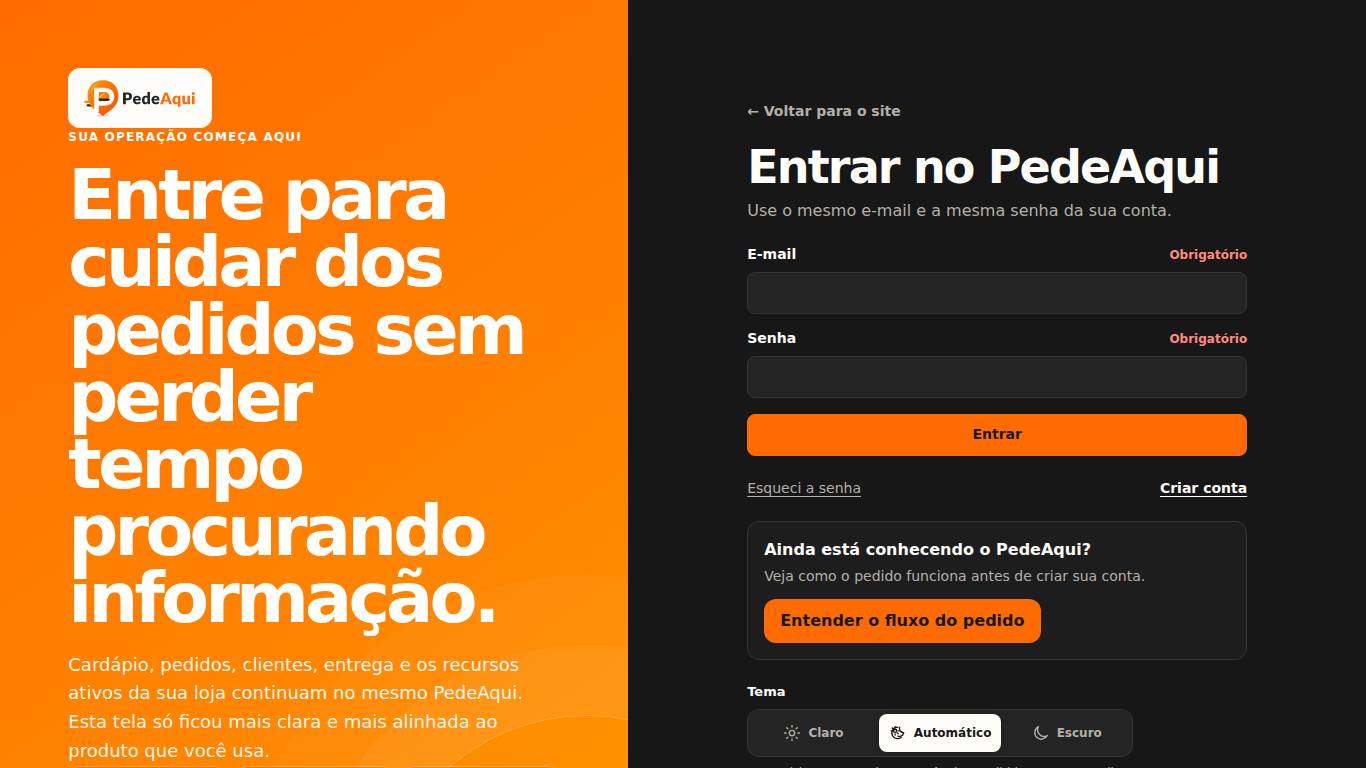 PedeAqui
SUA OPERAÇÃO COMEÇA AQUI
Entre para
cuidar dos
pedidos sem
perder
tempo
procurando
informação.
Cardápio, pedidos, clientes, entrega e os recursos
ativos da sua loja continuam no mesmo PedeAqui.
Esta tela só ficou mais clara e mais alinhada ao
produto que você usa.
← Voltar para o site
Entrar no PedeAqui
Use o mesmo e-mail e a mesma senha da sua conta.
E-mail Obrigatório
Senha Obrigatório
Entrar
Esqueci a senha Criar conta
Ainda está conhecendo o PedeAqui?
Veja como o pedido funciona antes de criar sua conta.
Entender o fluxo do pedido
Tema
Claro Automático Escuro